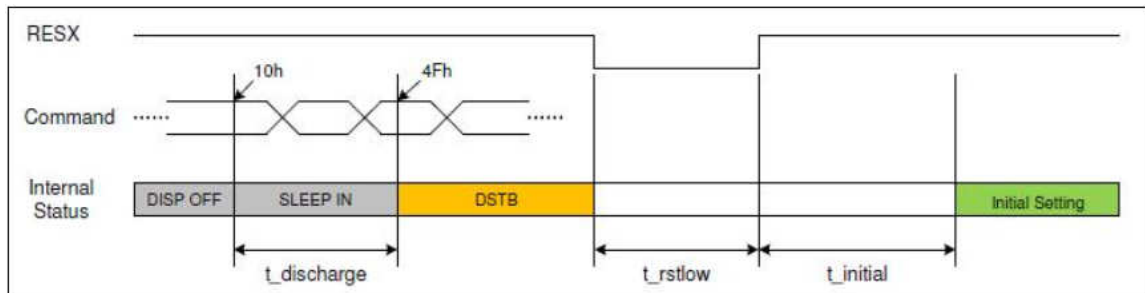 RESX
10h
4Fh
Command
......
......
Internal
Status
DISP OFF
SLEEP IN
DSTB
Initial Setting
t_discharge
t_rstlow
t_initial